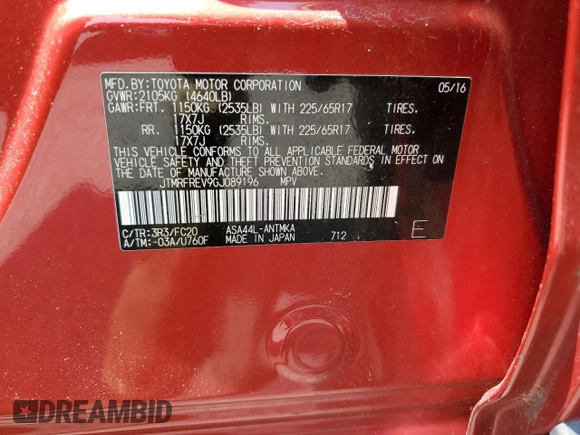 MFD.BY:TOYOTA MOTOR CORPORATION 05/16
GVWR:2105KG (4640LB)
GAWR:FRT. 1150KG (2535LB) WITH 225/65R17 TIRES.
17X7J RIMS.
RR. 1150KG (2535LB) WITH 225/65R17 TIRES.
17X7J RIMS.
THIS VEHICLE CONFORMS TO ALL APPLICABLE FEDERAL MOTOR
VEHICLE SAFETY AND THEFT PREVENTION STANDARDS IN EFFECT ON
THE DATE OF MANUFACTURE SHOWN ABOVE.
JTMRFREV9GJ089196 MPV
C/TR:3R3/FC20 ASA44L-ANTMKA
A/TM:-03A/U760F MADE IN JAPAN 712 E
DREAMBID